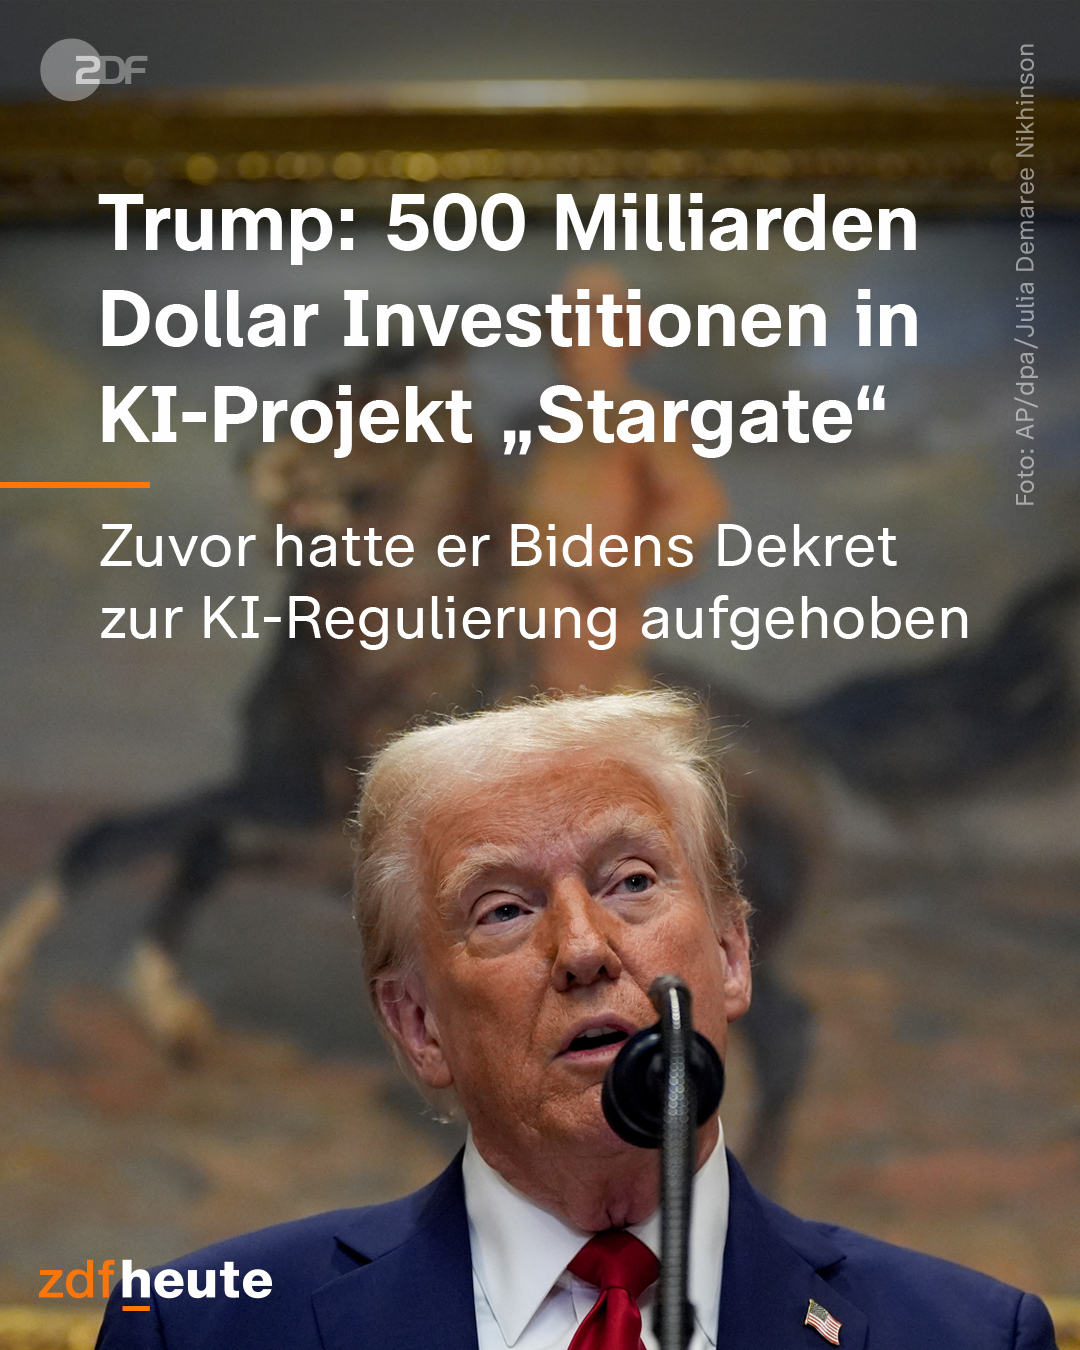 ZDF
Trump: 500 Milliarden
Dollar Investitionen in
KI-Projekt „Stargate“
Zuvor hatte er Bidens Dekret
zur KI-Regulierung aufgehoben
Foto: AP/dpa/Julia Demaree Nikhinson
zdfheute